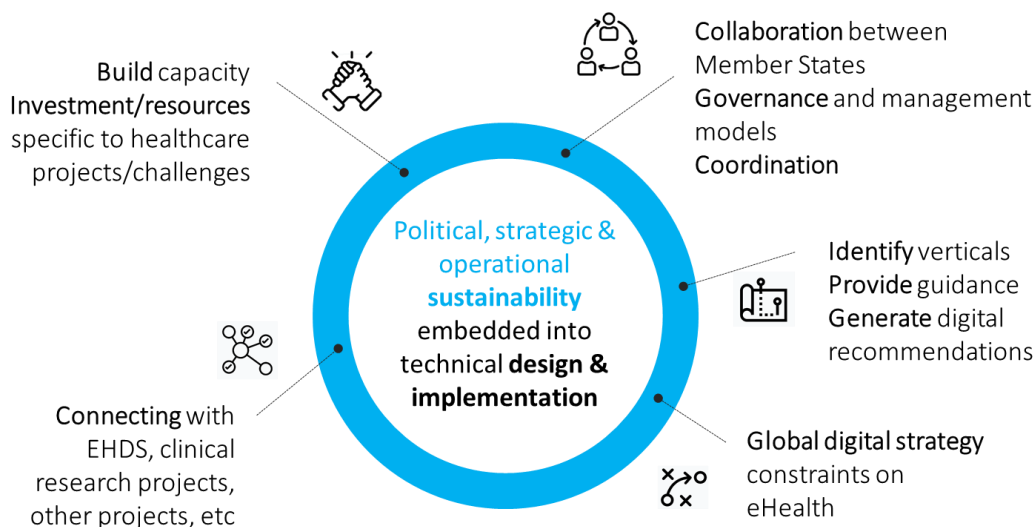 Build capacity
Investment/resources
specific to healthcare
projects/challenges
Collaboration between
Member States
Governance and management
models
Coordination
Political, strategic &
operational
sustainability
embedded into
technical design &
implementation
Identify verticals
Provide guidance
Generate digital
recommendations
Connecting with
EHDS, clinical
research projects,
other projects, etc
Global digital strategy
constraints on
eHealth